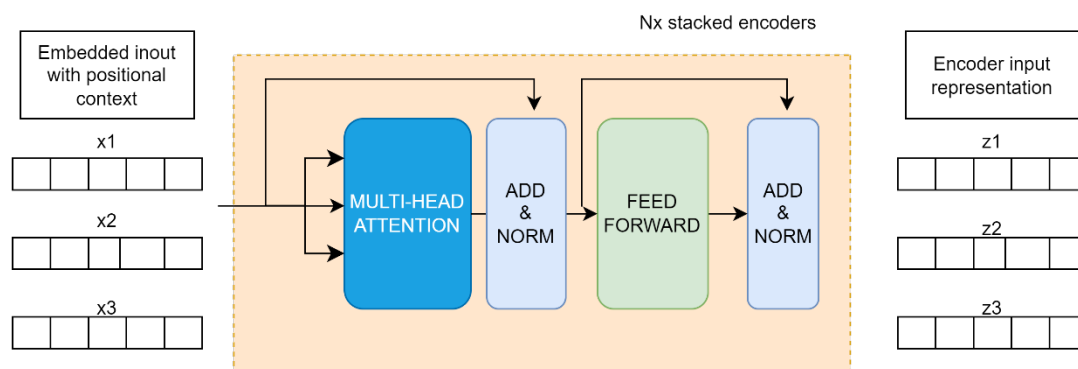 Nx stacked encoders
Embedded inout
with positional
context
x1
x2
x3
MULTI-HEAD
ATTENTION
ADD
&
NORM
FEED
FORWARD
ADD
&
NORM
Encoder input
representation
z1
z2
z3